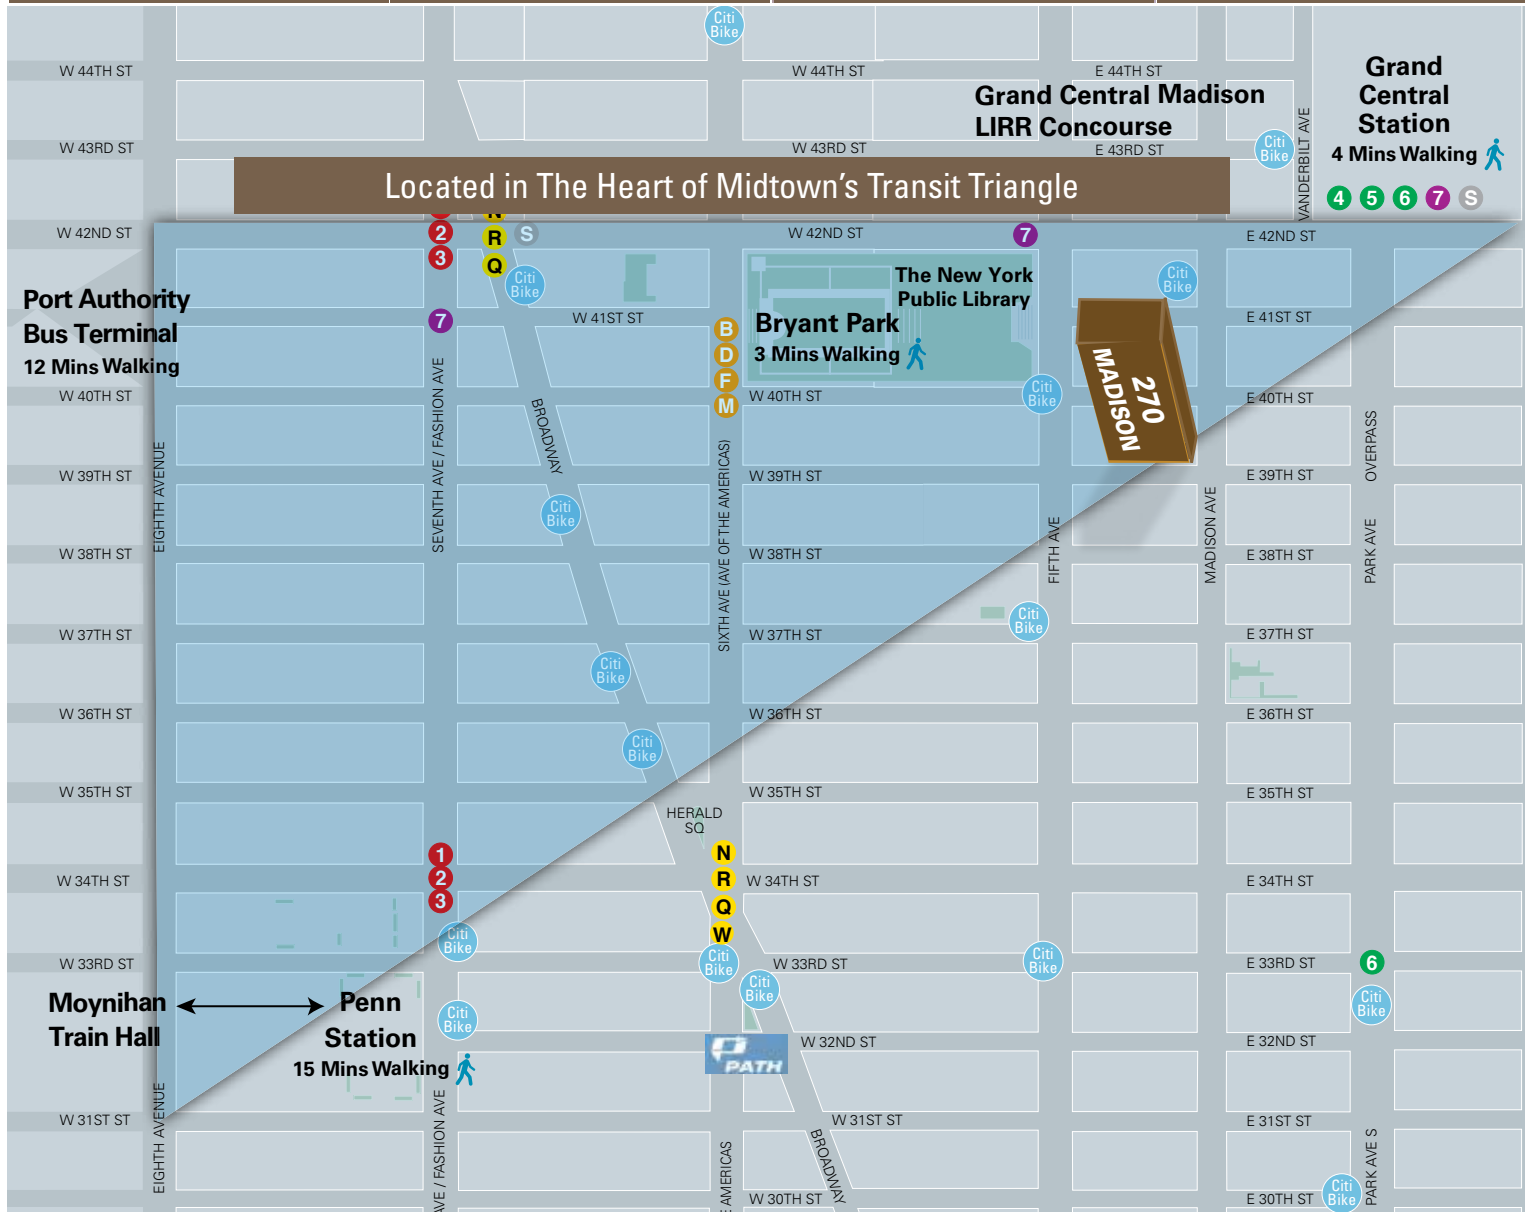 Citi
Bike
W 44TH ST
W 44TH ST
E 44TH ST
Grand
Central
Station
4 Mins Walking
Grand Central Madison
LIRR Concourse
Citi
Bike
VANDERBILT AVE
W 43RD ST
W 43RD ST
E 43RD ST
Located in The Heart of Midtown's Transit Triangle
4 5 6 7 S
W 42ND ST
2
3
N
R
Q
S
W 42ND ST
7
E 42ND ST
Citi
Bike
Citi
Bike
The New York
Public Library
Port Authority
Bus Terminal
12 Mins Walking
7
W 41ST ST
B
D
F
M
Bryant Park
3 Mins Walking
E 41ST ST
270
MADISON
Citi
Bike
W 40TH ST
W 40TH ST
E 40TH ST
SEVENTH AVE / FASHION AVE
BROADWAY
EIGHTH AVENUE
SIXTH AVE (AVE OF THE AMERICAS)
FIFTH AVE
MADISON AVE
PARK AVE
OVERPASS
W 39TH ST
W 39TH ST
E 39TH ST
Citi
Bike
W 38TH ST
W 38TH ST
E 38TH ST
Citi
Bike
W 37TH ST
W 37TH ST
E 37TH ST
Citi
Bike
W 36TH ST
W 36TH ST
E 36TH ST
Citi
Bike
W 35TH ST
W 35TH ST
E 35TH ST
HERALD
SQ
1
2
3
N
R
Q
W
W 34TH ST
W 34TH ST
E 34TH ST
Citi
Bike
Citi
Bike
Citi
Bike
W 33RD ST
W 33RD ST
E 33RD ST
6
Citi
Bike
Citi
Bike
Citi
Bike
Moynihan
Train Hall
Penn
Station
15 Mins Walking
PATH
W 32ND ST
E 32ND ST
W 31ST ST
W 31ST ST
E 31ST ST
EIGHTH AVENUE
AVE / FASHION AVE
AMERICAS
BROADWAY
PARK AVE S
W 30TH ST
E 30TH ST
Citi
Bike